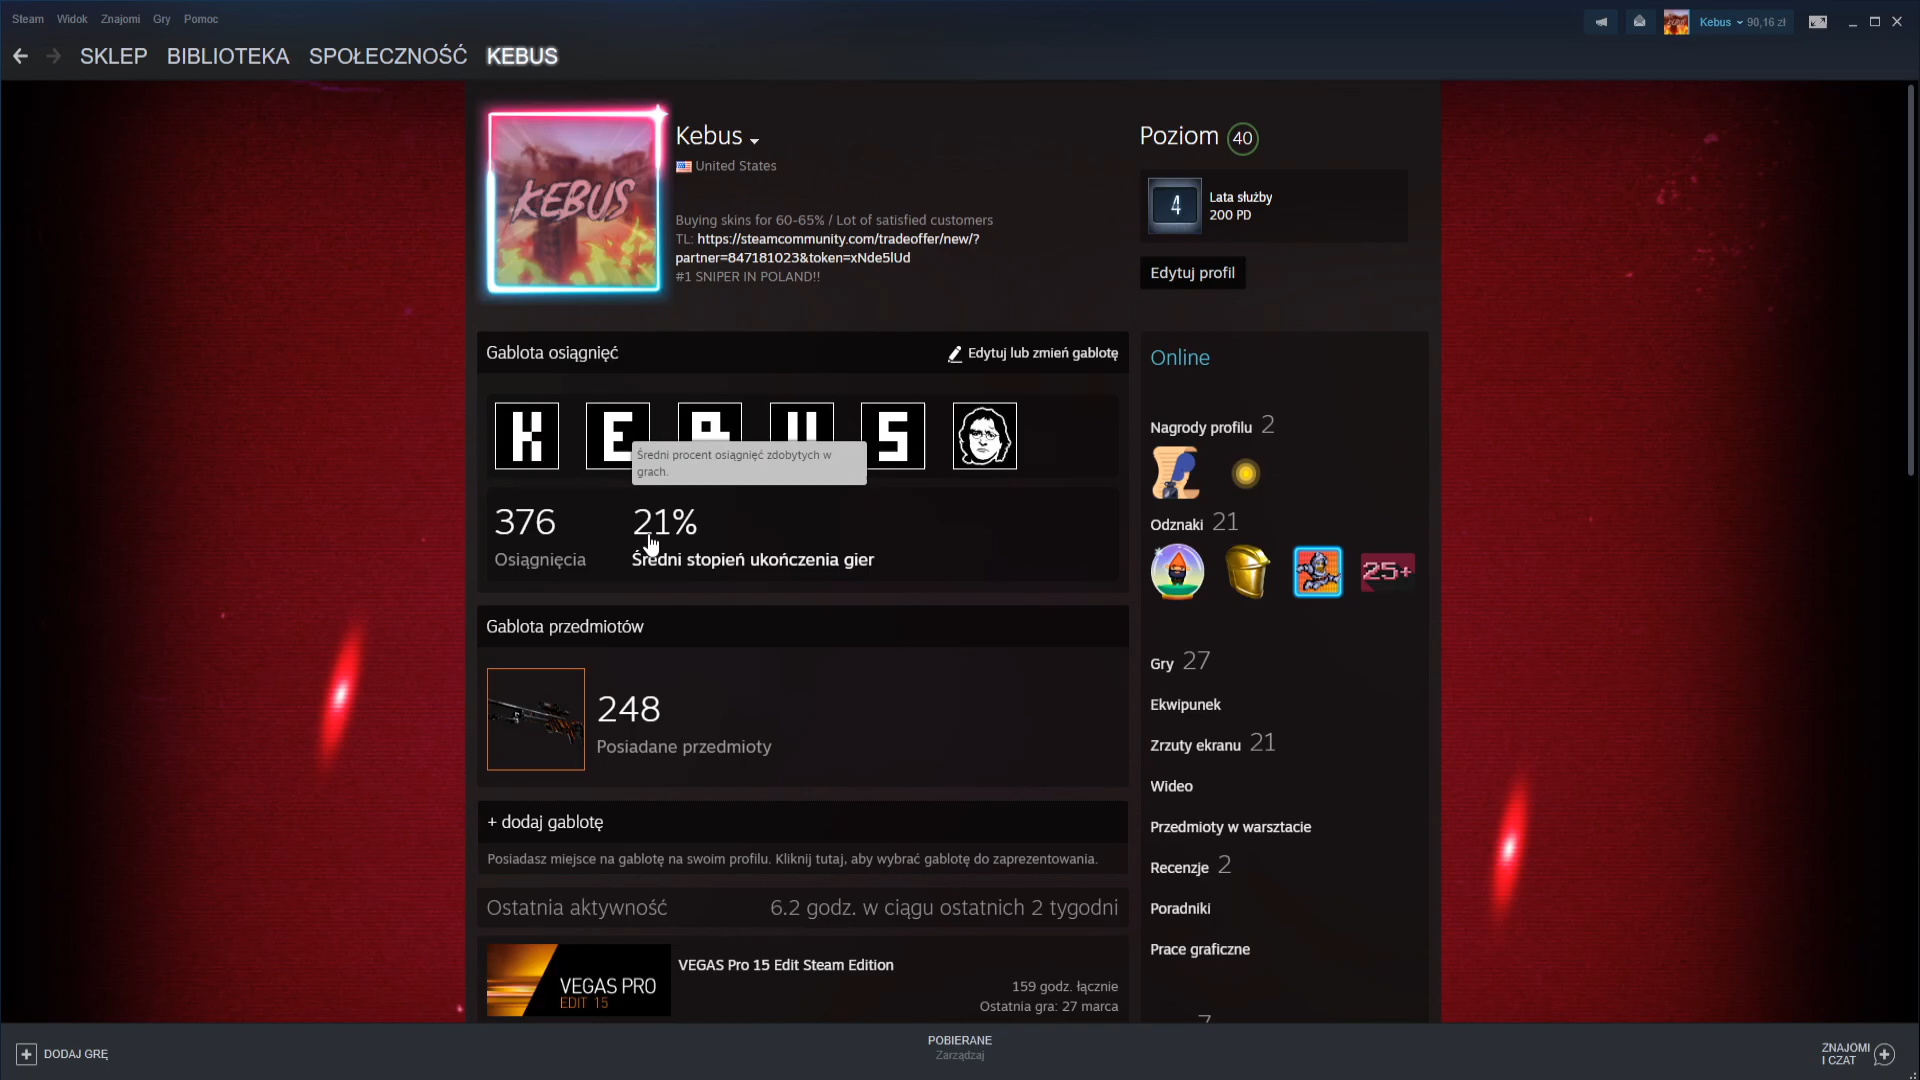 Steam Widok Znajomi Gry Pomoc
Kebus 90,16 zł
SKLEP BIBLIOTEKA SPOŁECZNOŚĆ KEBUS
KEBUS
Kebus
United States
Buying skins for 60-65% / Lot of satisfied customers
TL: https://steamcommunity.com/tradeoffer/new/?
partner=847181023&token=xNde5lUd
#1 SNIPER IN POLAND!!
Poziom 40
4
Lata służby
200 PD
Edytuj profil
Gablota osiągnięć
Edytuj lub zmień gablotę
K E B U S
Średni procent osiągnięć zdobytych w
grach.
376
Osiągnięcia
21%
Średni stopień ukończenia gier
Gablota przedmiotów
248
Posiadane przedmioty
+ dodaj gablotę
Posiadasz miejsce na gablotę na swoim profilu. Kliknij tutaj, aby wybrać gablotę do zaprezentowania.
Ostatnia aktywność
6.2 godz. w ciągu ostatnich 2 tygodni
VEGAS PRO
EDIT 15
VEGAS Pro 15 Edit Steam Edition
159 godz. łącznie
Ostatnia gra: 27 marca
Online
Nagrody profilu 2
Odznaki 21
25+
Gry 27
Ekwipunek
Zrzuty ekranu 21
Wideo
Przedmioty w warsztacie
Recenzje 2
Poradniki
Prace graficzne
DODAJ GRĘ
POBIERANE
Zarządzaj
ZNAJOMI
I CZAT